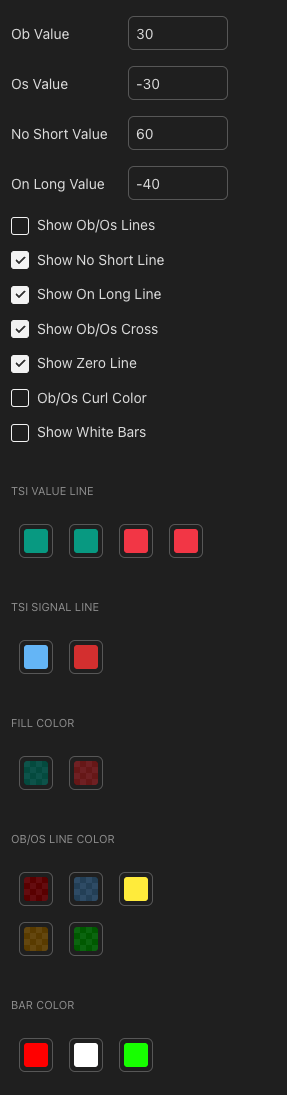 Ob Value 30
Os Value -30
No Short Value 60
On Long Value -40
Show Ob/Os Lines
Show No Short Line
Show On Long Line
Show Ob/Os Cross
Show Zero Line
Ob/Os Curl Color
Show White Bars
TSI VALUE LINE
TSI SIGNAL LINE
FILL COLOR
OB/OS LINE COLOR
BAR COLOR